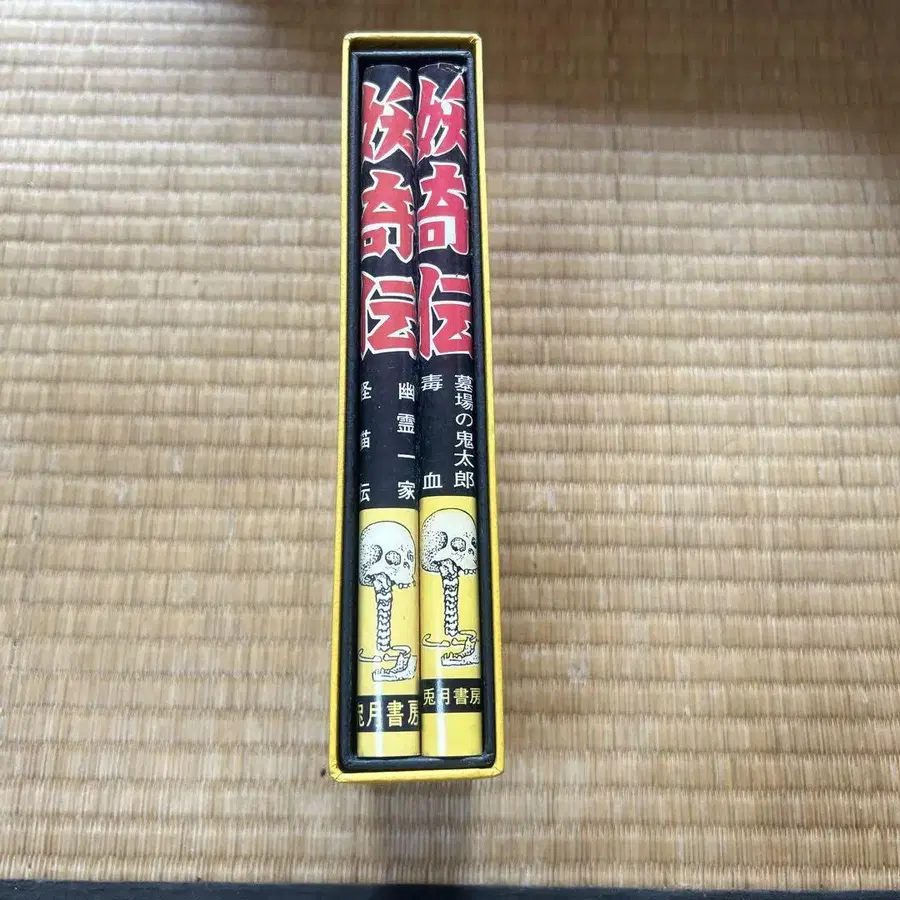 妖奇伝
幽霊一家
怪猫伝
兎月書房
妖奇伝
墓場の鬼太郎
毒血
兎月書房